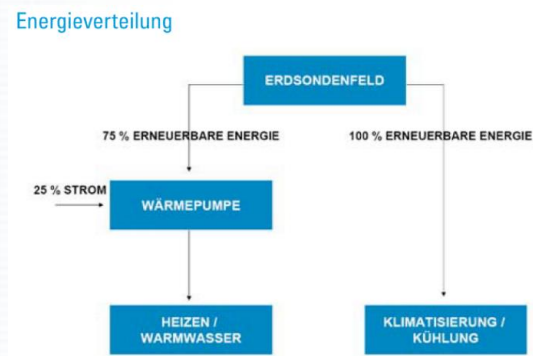 Energieverteilung
ERDSONDENFELD
75 % ERNEUERBARE ENERGIE
100 % ERNEUERBARE ENERGIE
25 % STROM
WÄRMEPUMPE
HEIZEN /
WARMWASSER
KLIMATISIERUNG /
KÜHLUNG